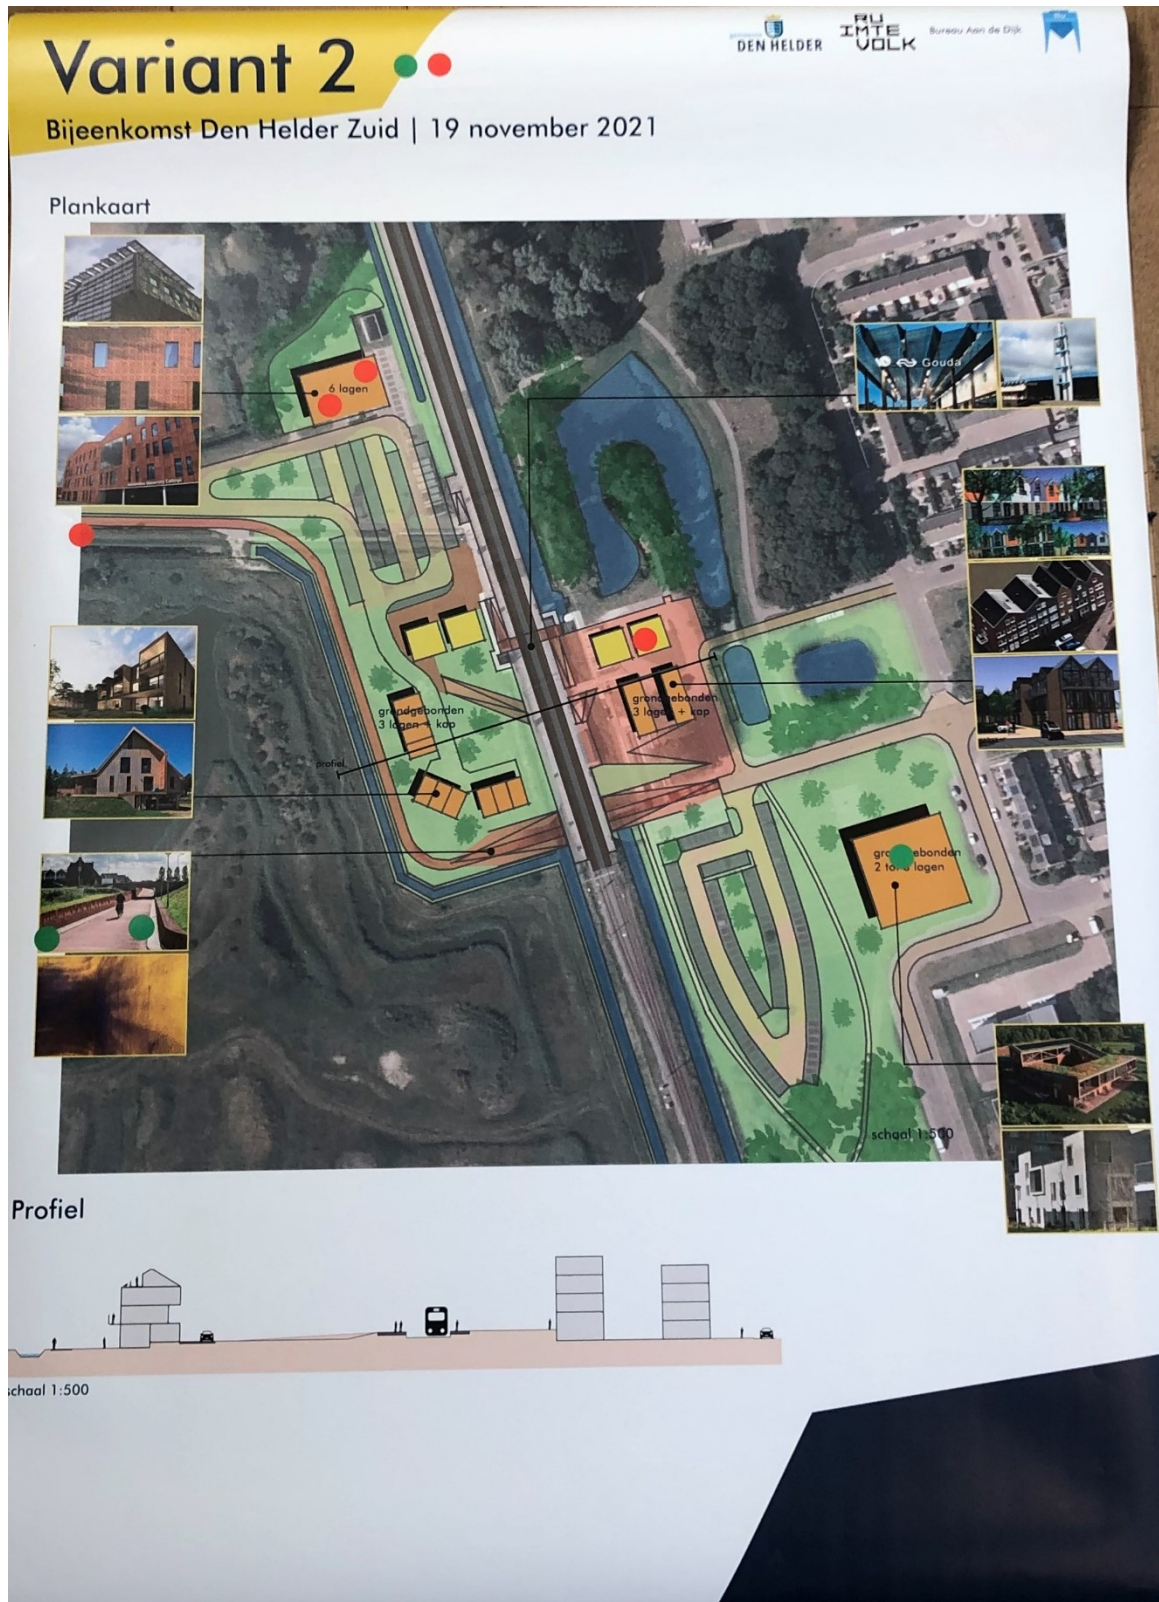 Variant 2
DEN HELDER
RU
IMTE
VOLK
Bureau Aan de Dijk
Bijeenkomst Den Helder Zuid | 19 november 2021
Plankaart
6 lagen
Gouda
grondgebonden
3 lagen + kap
grondgebonden
3 lagen + kap
profiel
2 lagen
schaal 1:500
Profiel
schaal 1:500